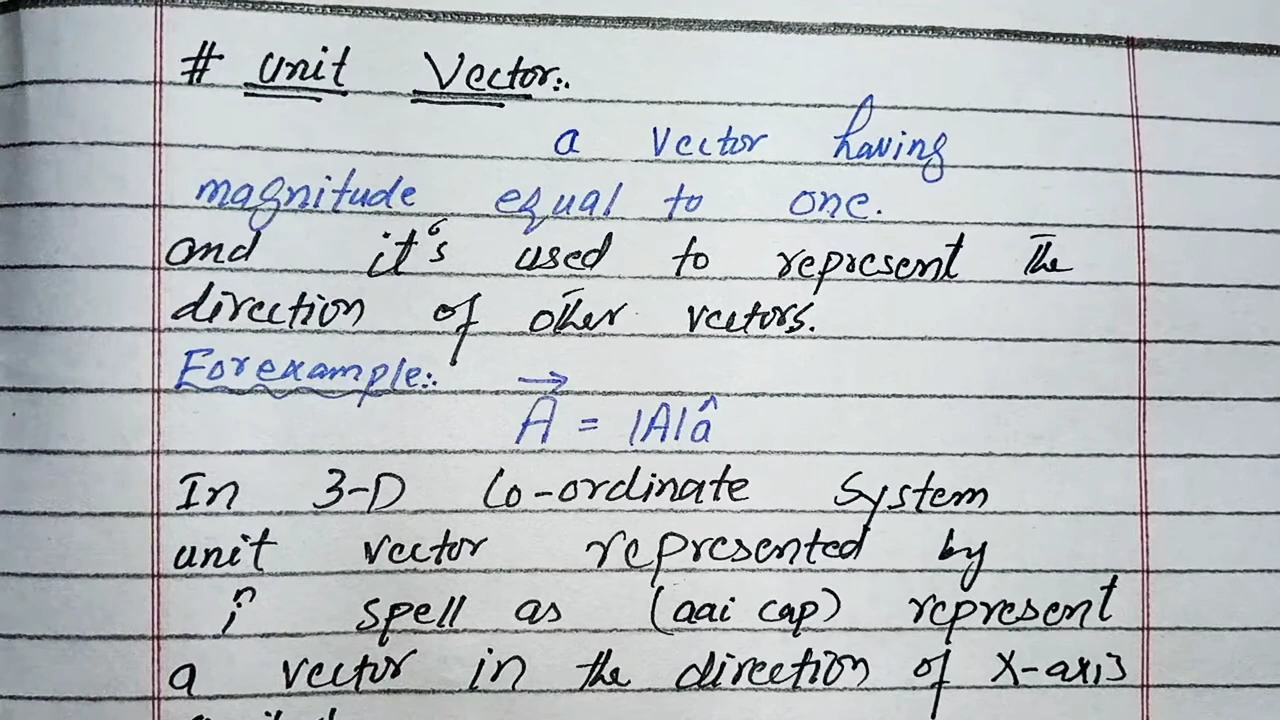 # unit Vector:.
a vector having
magnitude equal to one.
and it's used to represent the
direction of other vectors.
For example:.
A⃗ = |A|â
In 3-D Co-ordinate System
unit vector represented by
î spell as (aai cap) represent
a vector in the direction of X-axis